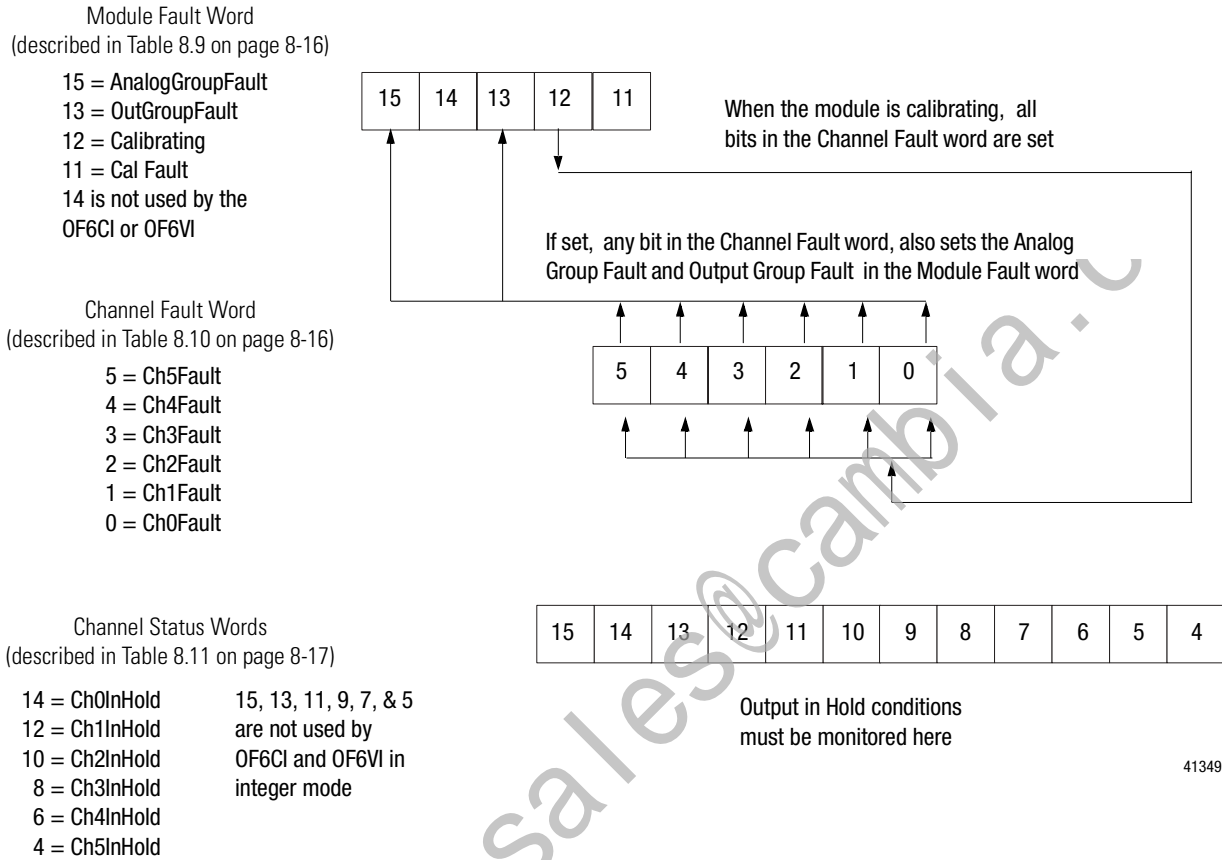 Module Fault Word
(described in Table 8.9 on page 8-16)
15 = AnalogGroupFault
13 = OutGroupFault
12 = Calibrating
11 = Cal Fault
14 is not used by the
OF6CI or OF6VI
15 14 13 12 11
When the module is calibrating, all
bits in the Channel Fault word are set
If set, any bit in the Channel Fault word, also sets the Analog
Group Fault and Output Group Fault in the Module Fault word
Channel Fault Word
(described in Table 8.10 on page 8-16)
5 = Ch5Fault
4 = Ch4Fault
3 = Ch3Fault
2 = Ch2Fault
1 = Ch1Fault
0 = Ch0Fault
5 4 3 2 1 0
Channel Status Words
(described in Table 8.11 on page 8-17)
14 = Ch0InHold
12 = Ch1InHold
10 = Ch2InHold
8 = Ch3InHold
6 = Ch4InHold
4 = Ch5InHold
15, 13, 11, 9, 7, & 5
are not used by
OF6CI and OF6VI in
integer mode
15 14 13 12 11 10 9 8 7 6 5 4
Output in Hold conditions
must be monitored here
41349
sales@cambia.c